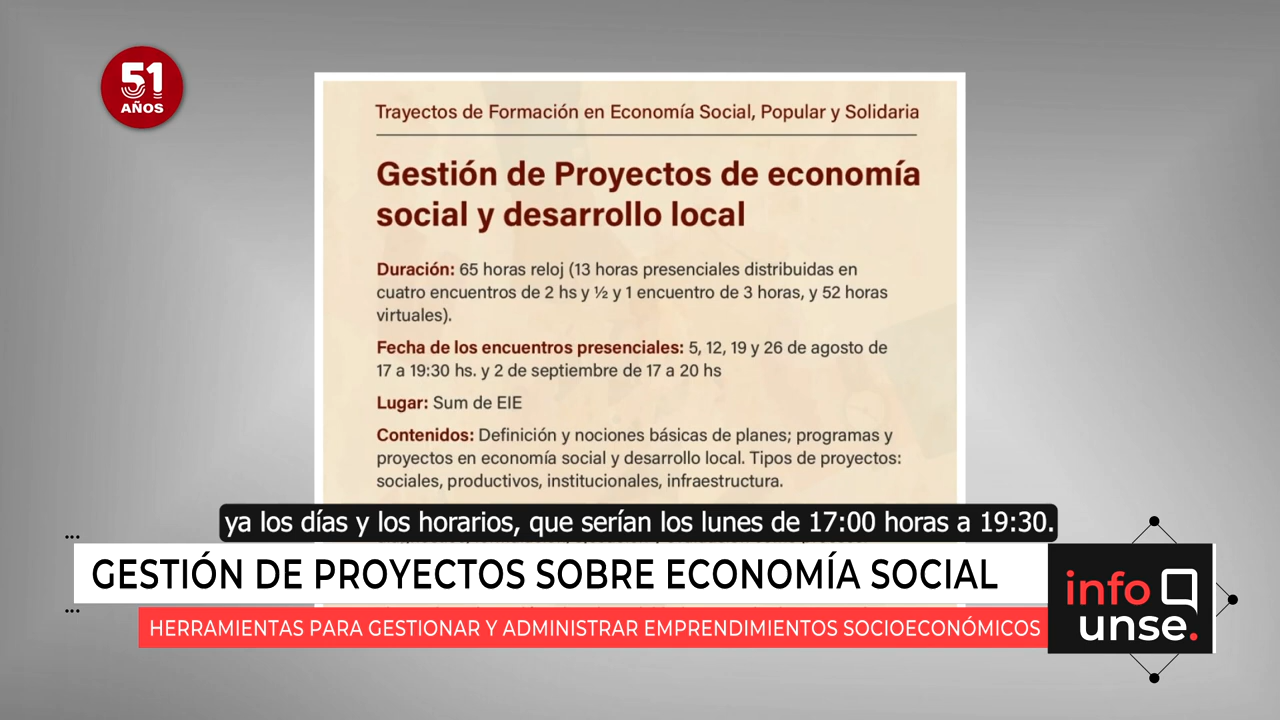 51
AÑOS
Trayectos de Formación en Economía Social, Popular y Solidaria
Gestión de Proyectos de economía
social y desarrollo local
Duración: 65 horas reloj (13 horas presenciales distribuidas en
cuatro encuentros de 2 hs y ½ y 1 encuentro de 3 horas, y 52 horas
virtuales).
Fecha de los encuentros presenciales: 5, 12, 19 y 26 de agosto de
17 a 19:30 hs. y 2 de septiembre de 17 a 20 hs
Lugar: Sum de EIE
Contenidos: Definición y nociones básicas de planes; programas y
proyectos en economía social y desarrollo local. Tipos de proyectos:
sociales, productivos, institucionales, infraestructura.
ya los días y los horarios, que serían los lunes de 17:00 horas a 19:30.
GESTIÓN DE PROYECTOS SOBRE ECONOMÍA SOCIAL
HERRAMIENTAS PARA GESTIONAR Y ADMINISTRAR EMPRENDIMIENTOS SOCIOECONÓMICOS
info
unse.